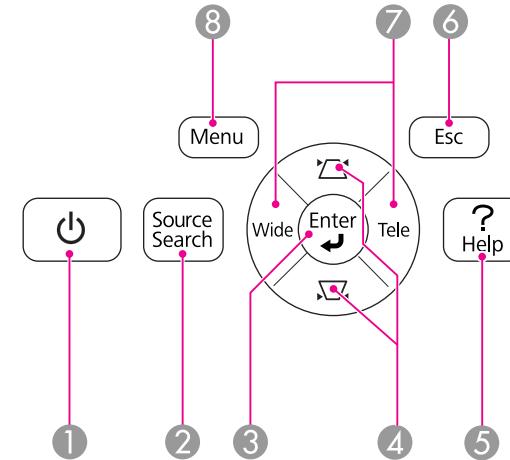 8 7 6
Menu
Esc
Source
Search
Wide
Enter
Tele
?
Help
1 2 3 4 5